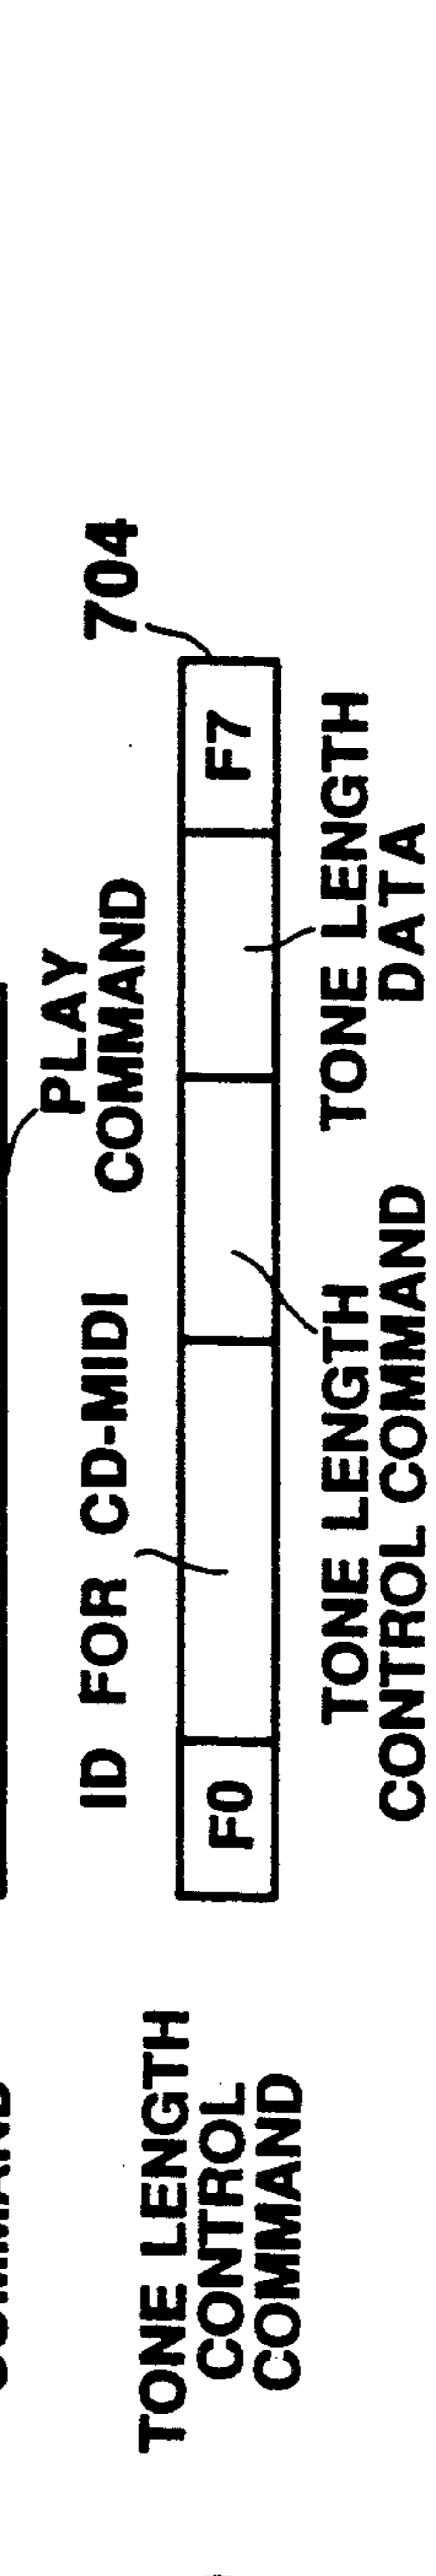 PLAY
COMMAND
ID FOR CD-MIDI
704
TONE LENGTH
CONTROL
COMMAND
F0
F7
TONE LENGTH
CONTROL COMMAND
TONE LENGTH
DATA